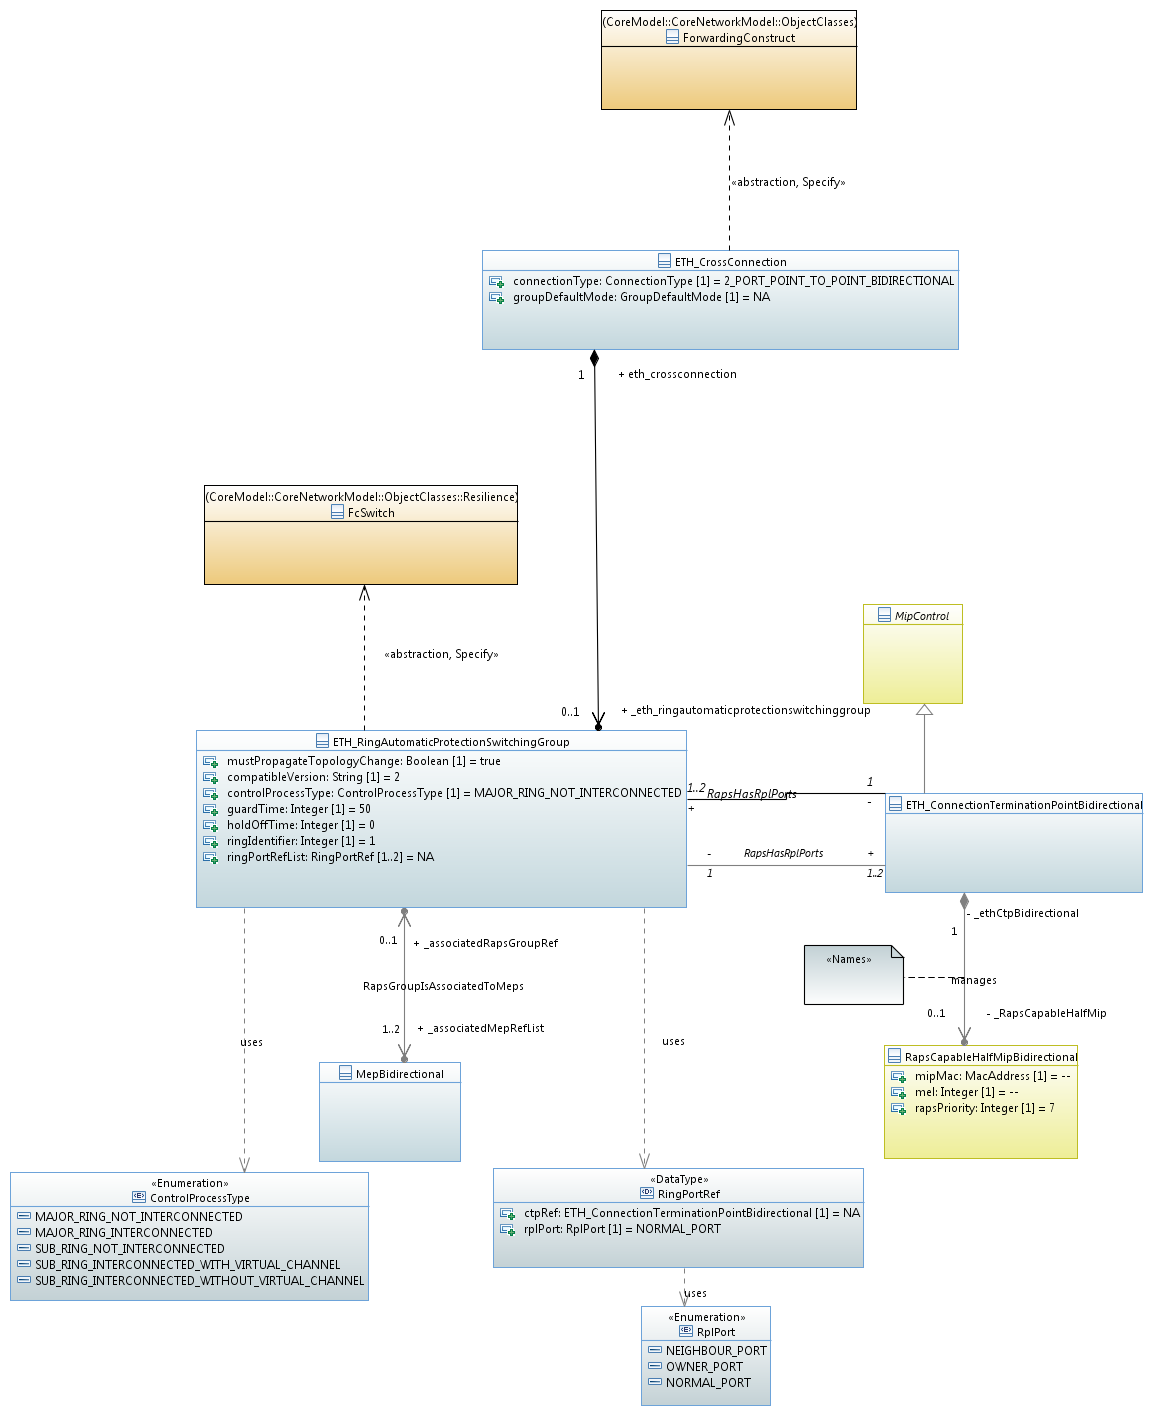 (CoreModel::CoreNetworkModel::ObjectClasses)
ForwardingConstruct
«abstraction, Specify»
ETH_CrossConnection
connectionType: ConnectionType [1] = 2_PORT_POINT_TO_POINT_BIDIRECTIONAL
groupDefaultMode: GroupDefaultMode [1] = NA
1
+ eth_crossconnection
(CoreModel::CoreNetworkModel::ObjectClasses::Resilience)
FcSwitch
«abstraction, Specify»
MipControl
0..1
+ _eth_ringautomaticprotectionswitchinggroup
ETH_RingAutomaticProtectionSwitchingGroup
mustPropagateTopologyChange: Boolean [1] = true
compatibleVersion: String [1] = 2
controlProcessType: ControlProcessType [1] = MAJOR_RING_NOT_INTERCONNECTED
guardTime: Integer [1] = 50
holdOffTime: Integer [1] = 0
ringIdentifier: Integer [1] = 1
ringPortRefList: RingPortRef [1..2] = NA
1..2
RapsHasRplPorts
1
+
-
ETH_ConnectionTerminationPointBidirectional
-
RapsHasRplPorts
+
1
1..2
- _ethCtpBidirectional
1
«Names»
manages
0..1
- _RapsCapableHalfMip
0..1
+ _associatedRapsGroupRef
RapsGroupIsAssociatedToMeps
1..2
+ _associatedMepRefList
uses
uses
MepBidirectional
RapsCapableHalfMipBidirectional
mipMac: MacAddress [1] = --
mel: Integer [1] = --
rapsPriority: Integer [1] = 7
«Enumeration»
ControlProcessType
MAJOR_RING_NOT_INTERCONNECTED
MAJOR_RING_INTERCONNECTED
SUB_RING_NOT_INTERCONNECTED
SUB_RING_INTERCONNECTED_WITH_VIRTUAL_CHANNEL
SUB_RING_INTERCONNECTED_WITHOUT_VIRTUAL_CHANNEL
«DataType»
RingPortRef
ctpRef: ETH_ConnectionTerminationPointBidirectional [1] = NA
rplPort: RplPort [1] = NORMAL_PORT
uses
«Enumeration»
RplPort
NEIGHBOUR_PORT
OWNER_PORT
NORMAL_PORT